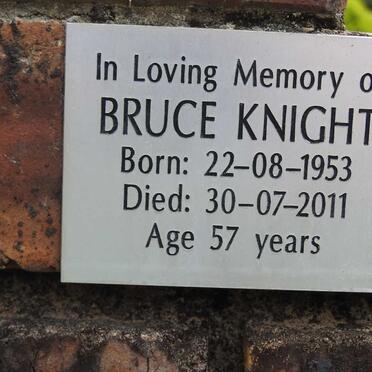 In Loving Memory o
BRUCE KNIGHT
Born: 22-08-1953
Died: 30-07-2011
Age 57 years